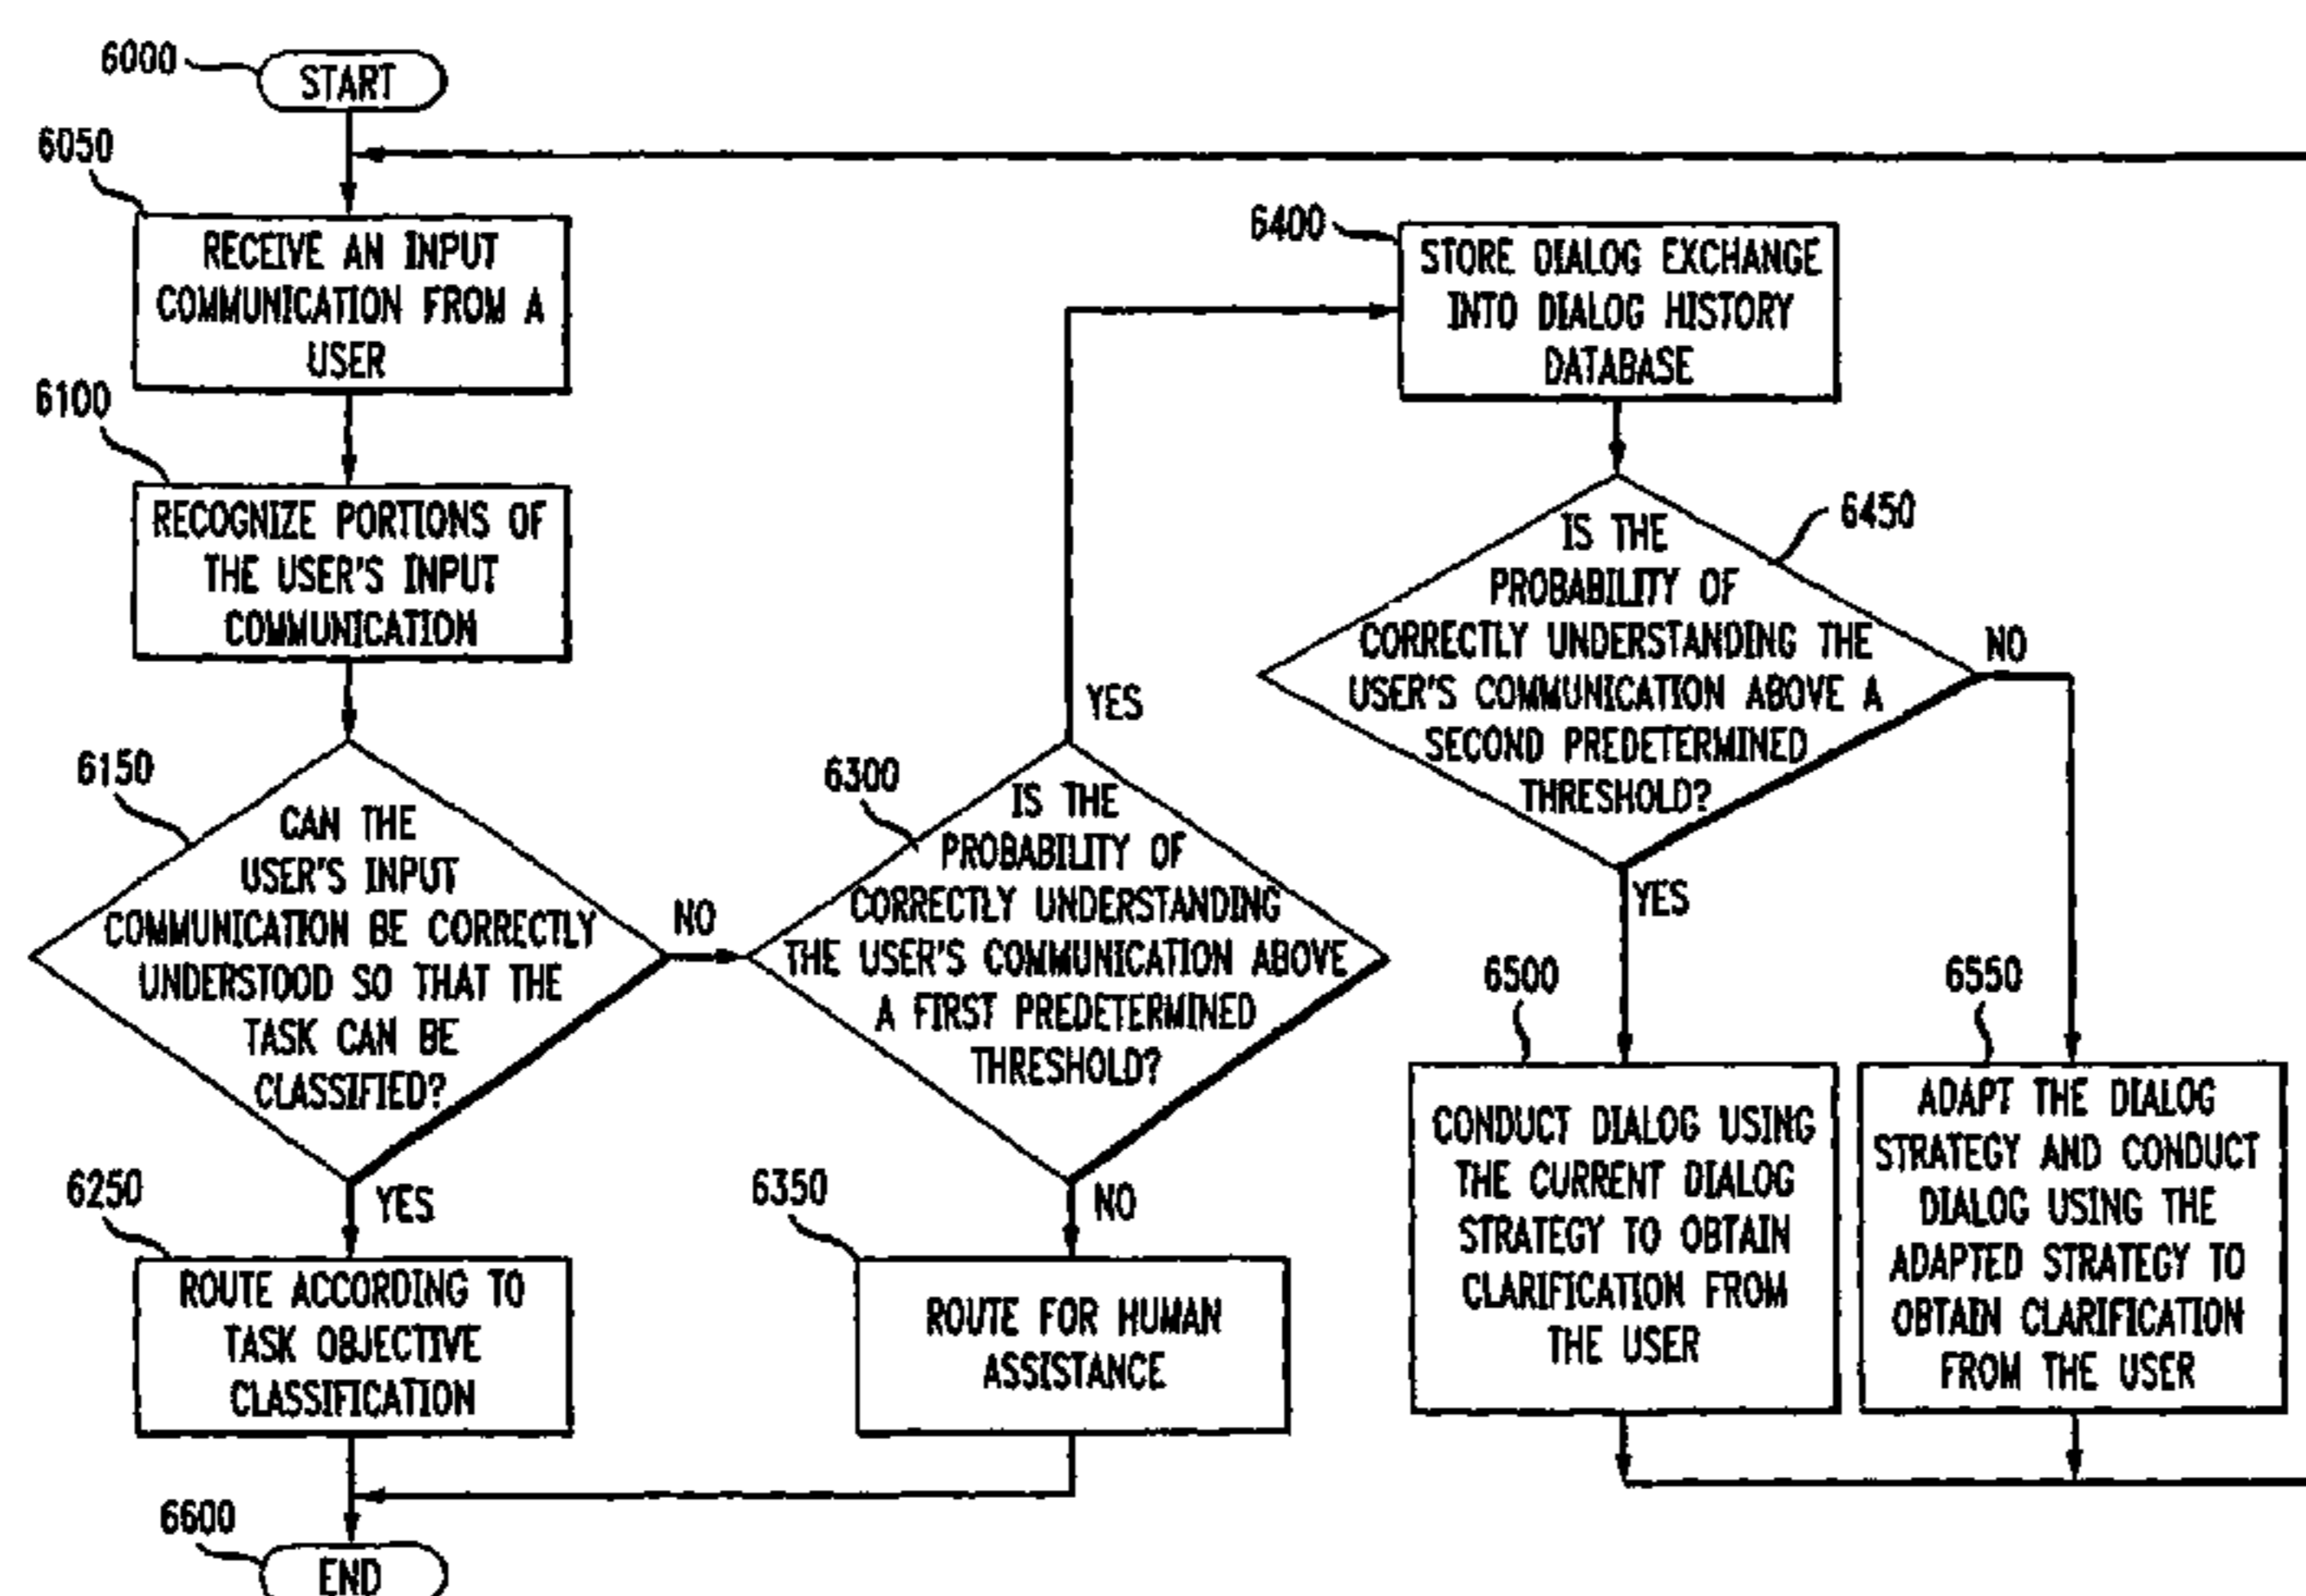 6000
START
6050
RECEIVE AN INPUT
COMMUNICATION FROM A
USER
6100
RECOGNIZE PORTIONS OF
THE USER'S INPUT
COMMUNICATION
6150
CAN THE
USER'S INPUT
COMMUNICATION BE CORRECTLY
UNDERSTOOD SO THAT THE
TASK CAN BE
CLASSIFIED?
NO
YES
6250
ROUTE ACCORDING TO
TASK OBJECTIVE
CLASSIFICATION
6600
END
6300
IS THE
PROBABILITY OF
CORRECTLY UNDERSTANDING
THE USER'S COMMUNICATION ABOVE
A FIRST PREDETERMINED
THRESHOLD?
YES
NO
6350
ROUTE FOR HUMAN
ASSISTANCE
6400
STORE DIALOG EXCHANGE
INTO DIALOG HISTORY
DATABASE
6450
IS THE
PROBABILITY OF
CORRECTLY UNDERSTANDING THE
USER'S COMMUNICATION ABOVE A
SECOND PREDETERMINED
THRESHOLD?
NO
YES
6500
CONDUCT DIALOG USING
THE CURRENT DIALOG
STRATEGY TO OBTAIN
CLARIFICATION FROM
THE USER
6550
ADAPT THE DIALOG
STRATEGY AND CONDUCT
DIALOG USING THE
ADAPTED STRATEGY TO
OBTAIN CLARIFICATION
FROM THE USER